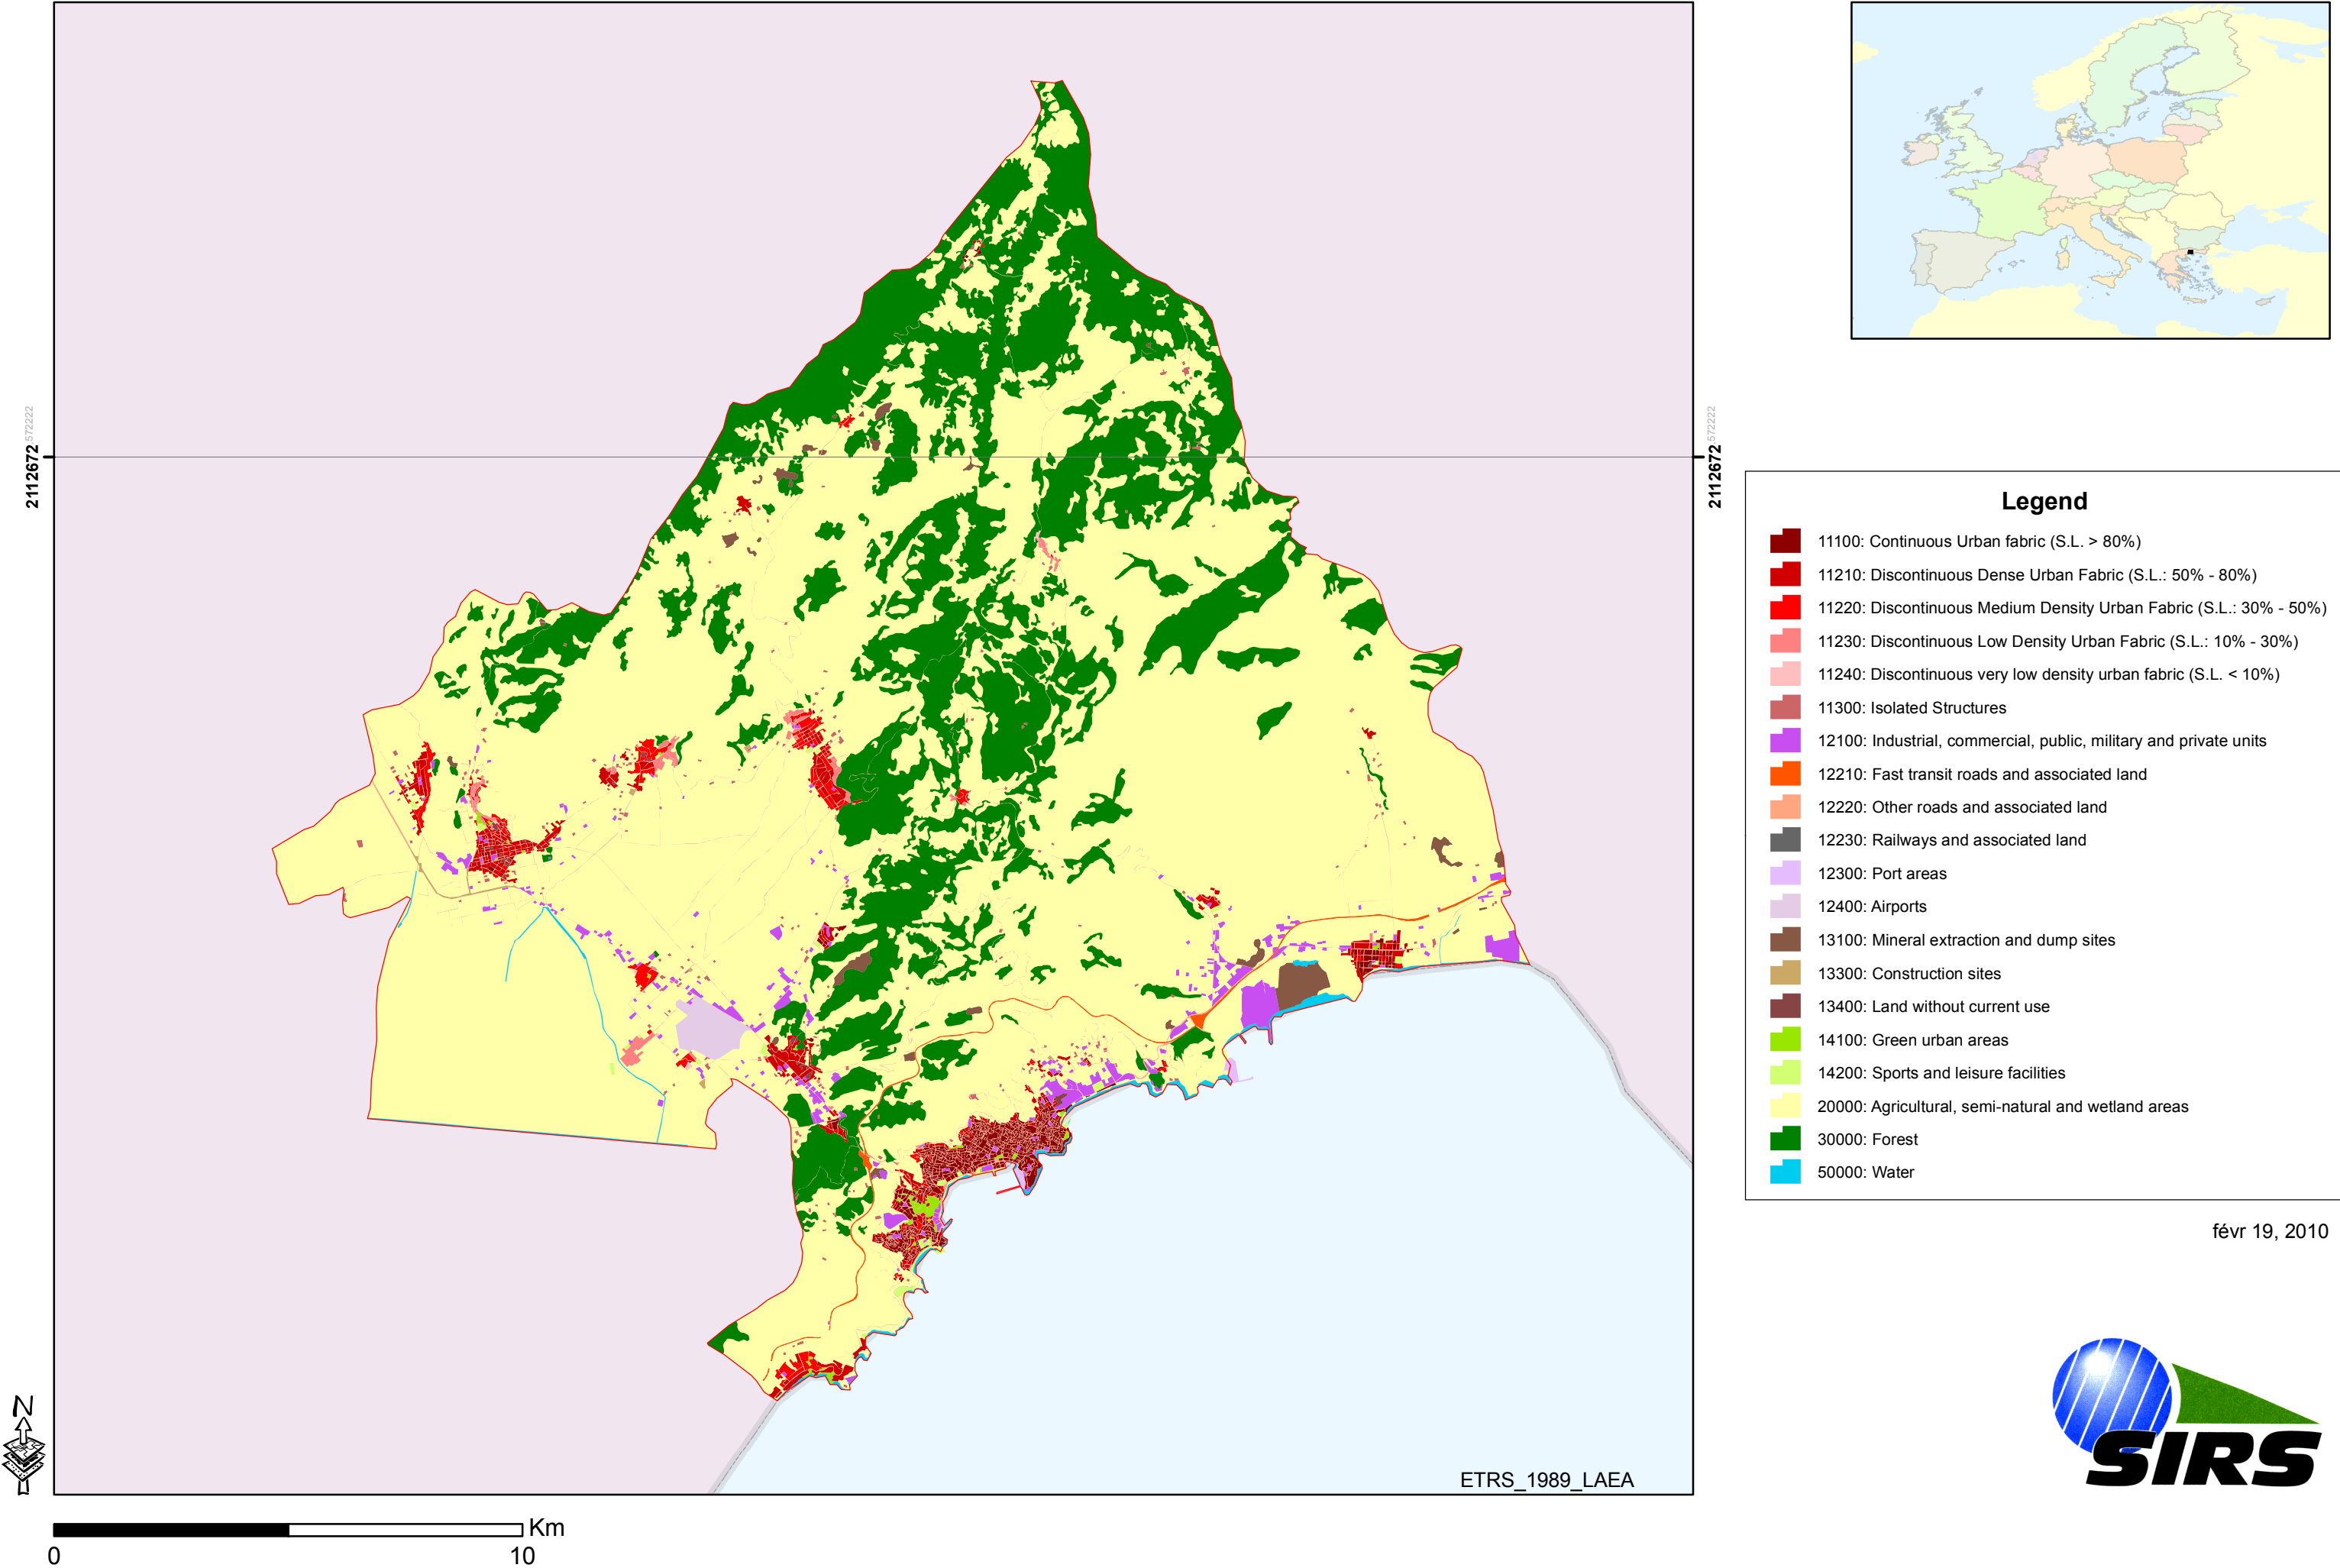 2112672,572222
2112672,572222
Legend
11100: Continuous Urban fabric (S.L. > 80%)
11210: Discontinuous Dense Urban Fabric (S.L.: 50% - 80%)
11220: Discontinuous Medium Density Urban Fabric (S.L.: 30% - 50%)
11230: Discontinuous Low Density Urban Fabric (S.L.: 10% - 30%)
11240: Discontinuous very low density urban fabric (S.L. < 10%)
11300: Isolated Structures
12100: Industrial, commercial, public, military and private units
12210: Fast transit roads and associated land
12220: Other roads and associated land
12230: Railways and associated land
12300: Port areas
12400: Airports
13100: Mineral extraction and dump sites
13300: Construction sites
13400: Land without current use
14100: Green urban areas
14200: Sports and leisure facilities
20000: Agricultural, semi-natural and wetland areas
30000: Forest
50000: Water
févr 19, 2010
SIRS
N
ETRS_1989_LAEA
Km
0 10